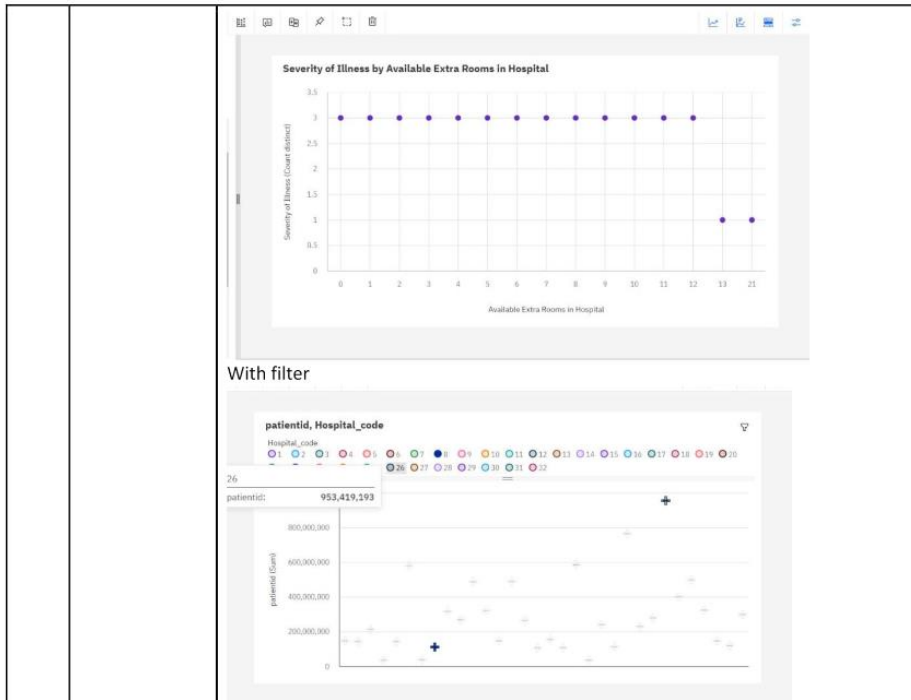 Severity of Illness by Available Extra Rooms in Hospital
3.5
3
2.5
2
1.5
1
0.5
0
Severity of Illness (Count distinct)
0 1 2 3 4 5 6 7 8 9 10 11 12 13 21
Available Extra Rooms in Hospital
With filter
patientid, Hospital_code
Hospital_code
1 2 3 4 5 6 7 8 9 10 11 12 13 14 15 16 17 18 19 20
26 27 28 29 30 31 32
26
patientid: 953,419,193
800,000,000
600,000,000
400,000,000
200,000,000
0
patientid (Sum)